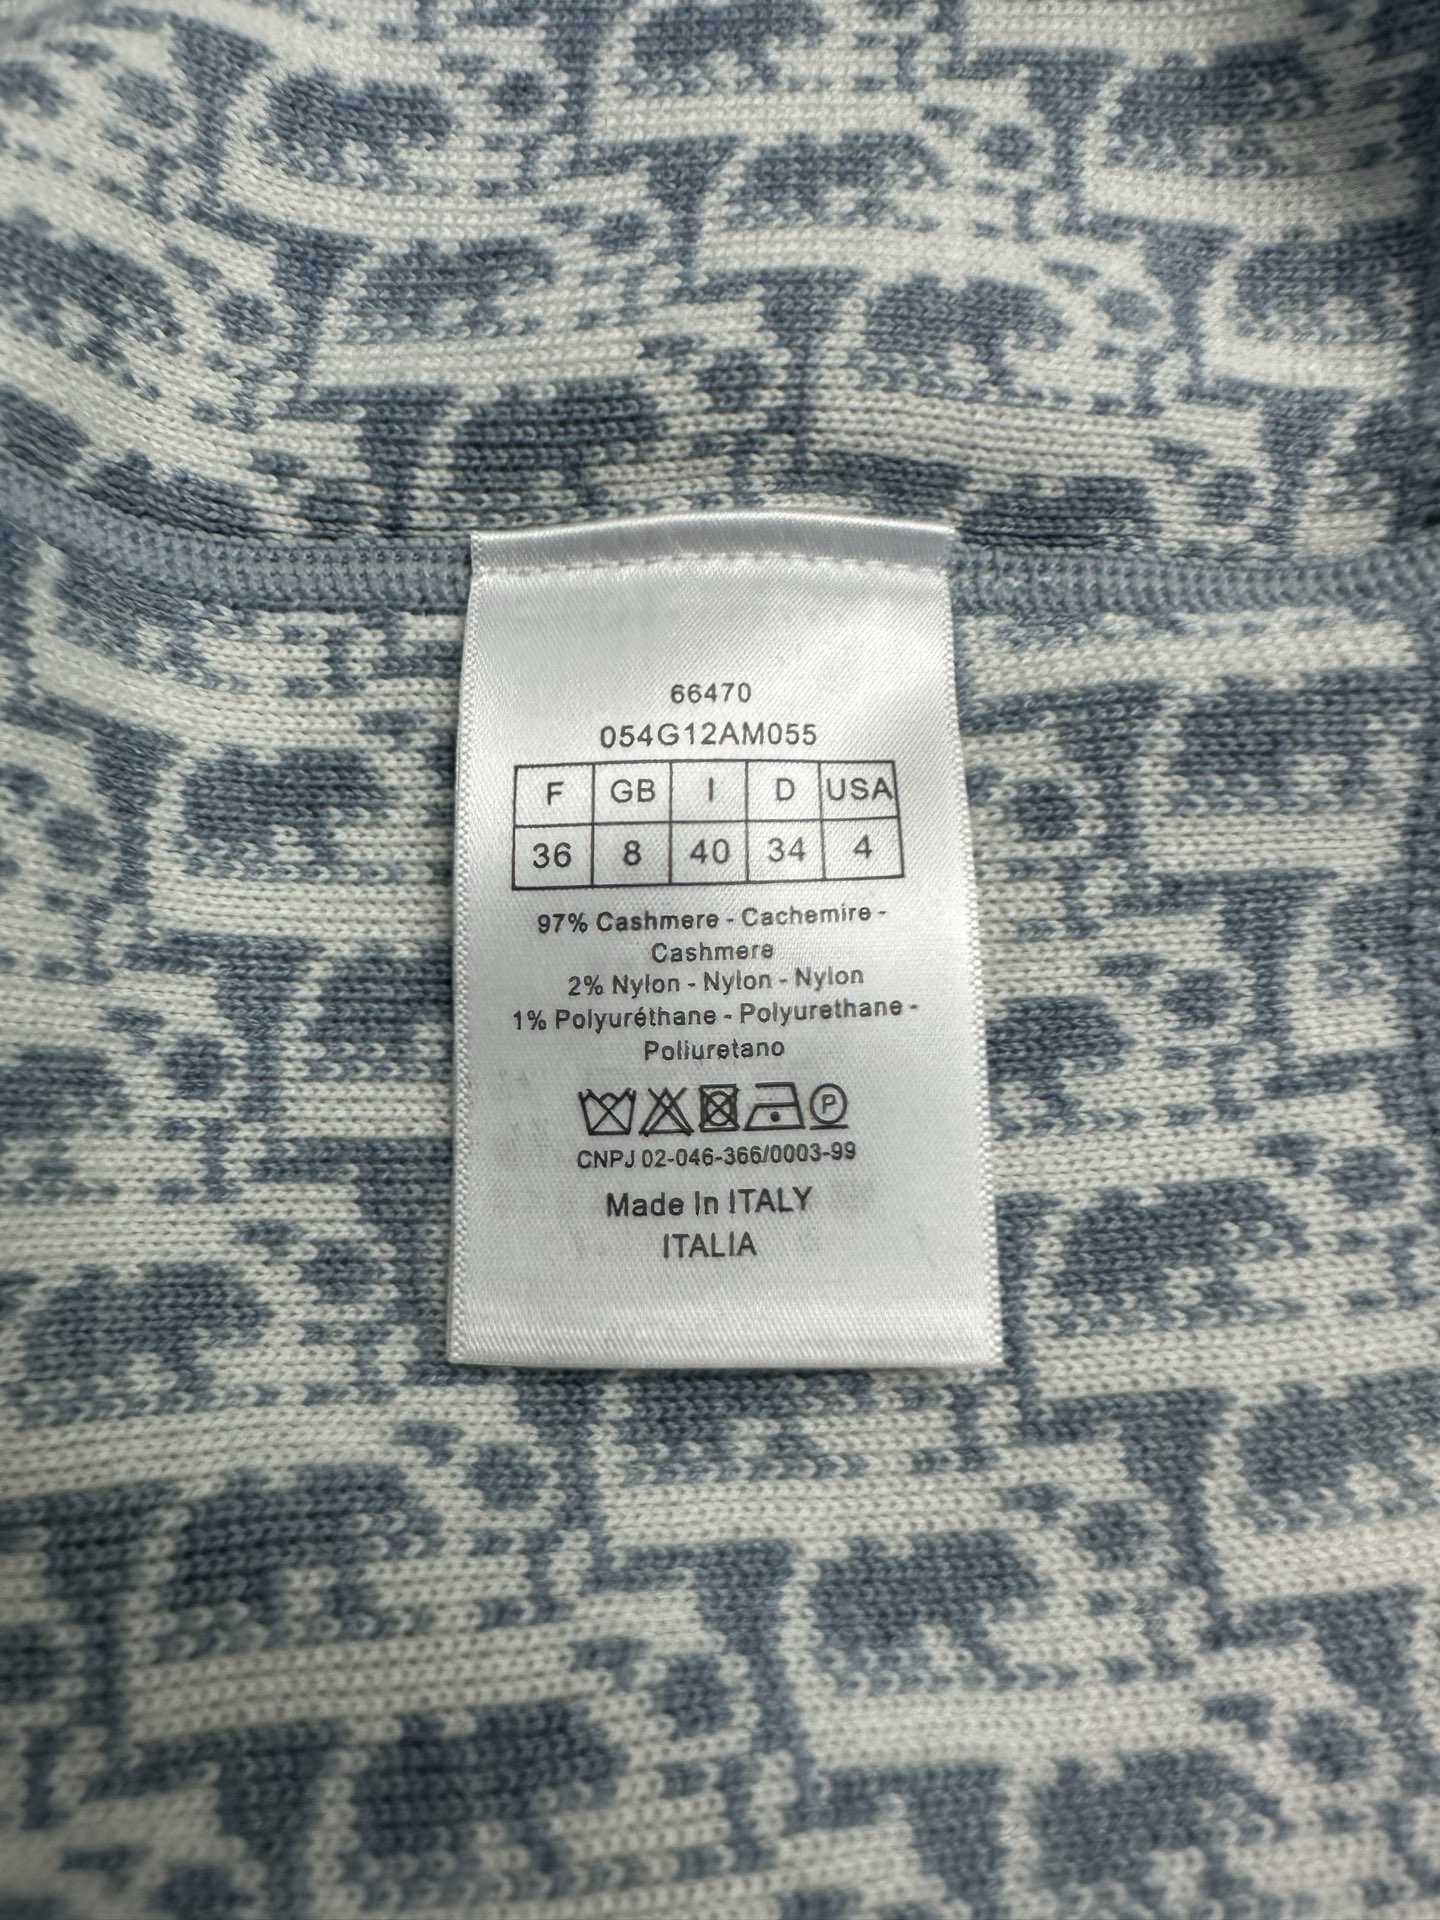 66470
054G12AM055
F GB I D USA
36 8 40 34 4
97% Cashmere - Cachemire -
Cashmere
2% Nylon - Nylon - Nylon
1% Polyuréthane - Polyurethane -
Poliuretano
P
CNPJ 02-046-366/0003-99
Made In ITALY
ITALIA